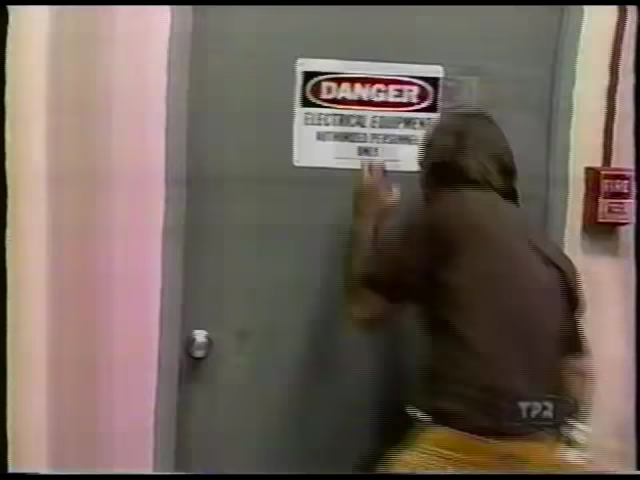 DANGER
ELECTRICAL EQUIPMENT
AUTHORIZED PERSONNEL
ONLY
FIRE
TPR